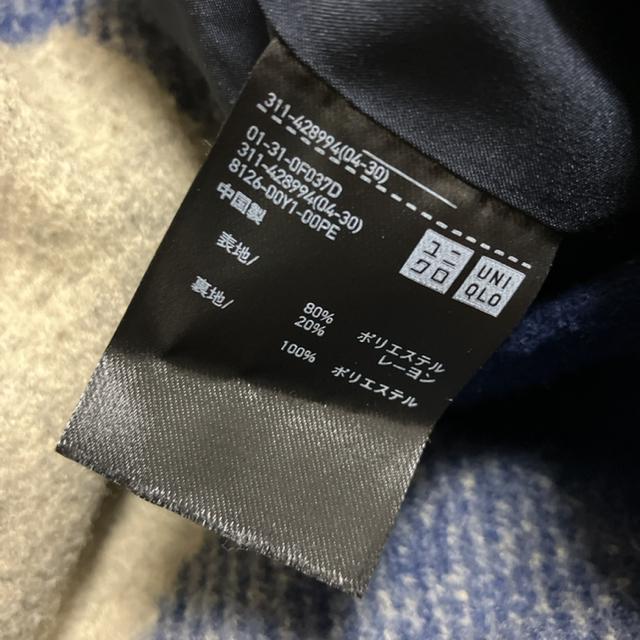 311-428994(04-30)
01-31-0F037D
311-428994(04-30)
8126-00Y1-00PE
中国製
ユニ
クロ
UNI
QLO
表地/
80% ポリエステル
20% レーヨン
裏地/
100% ポリエステル